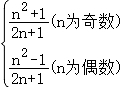 { (n²+1)/(2n+1) (n为奇数)
(n²-1)/(2n+1) (n为偶数)